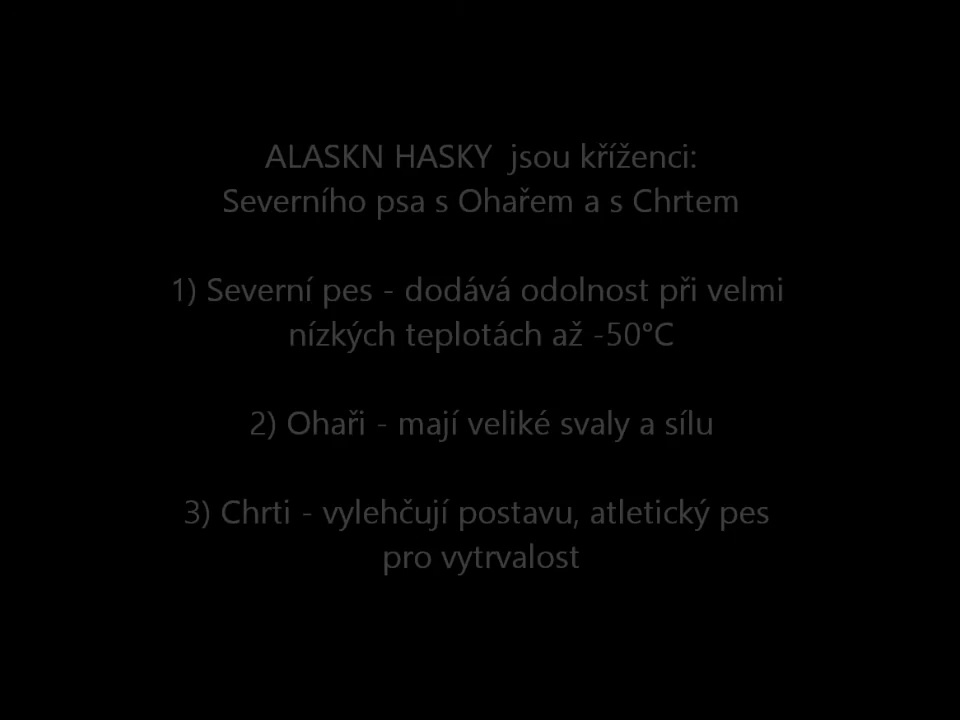 ALASKN HASKY  jsou kříženci:
Severního psa s Ohařem a s Chrtem
1) Severní pes - dodává odolnost při velmi
nízkých teplotách až -50°C
2) Ohaři - mají veliké svaly a sílu
3) Chrti - vylehčují postavu, atletický pes
pro vytrvalost